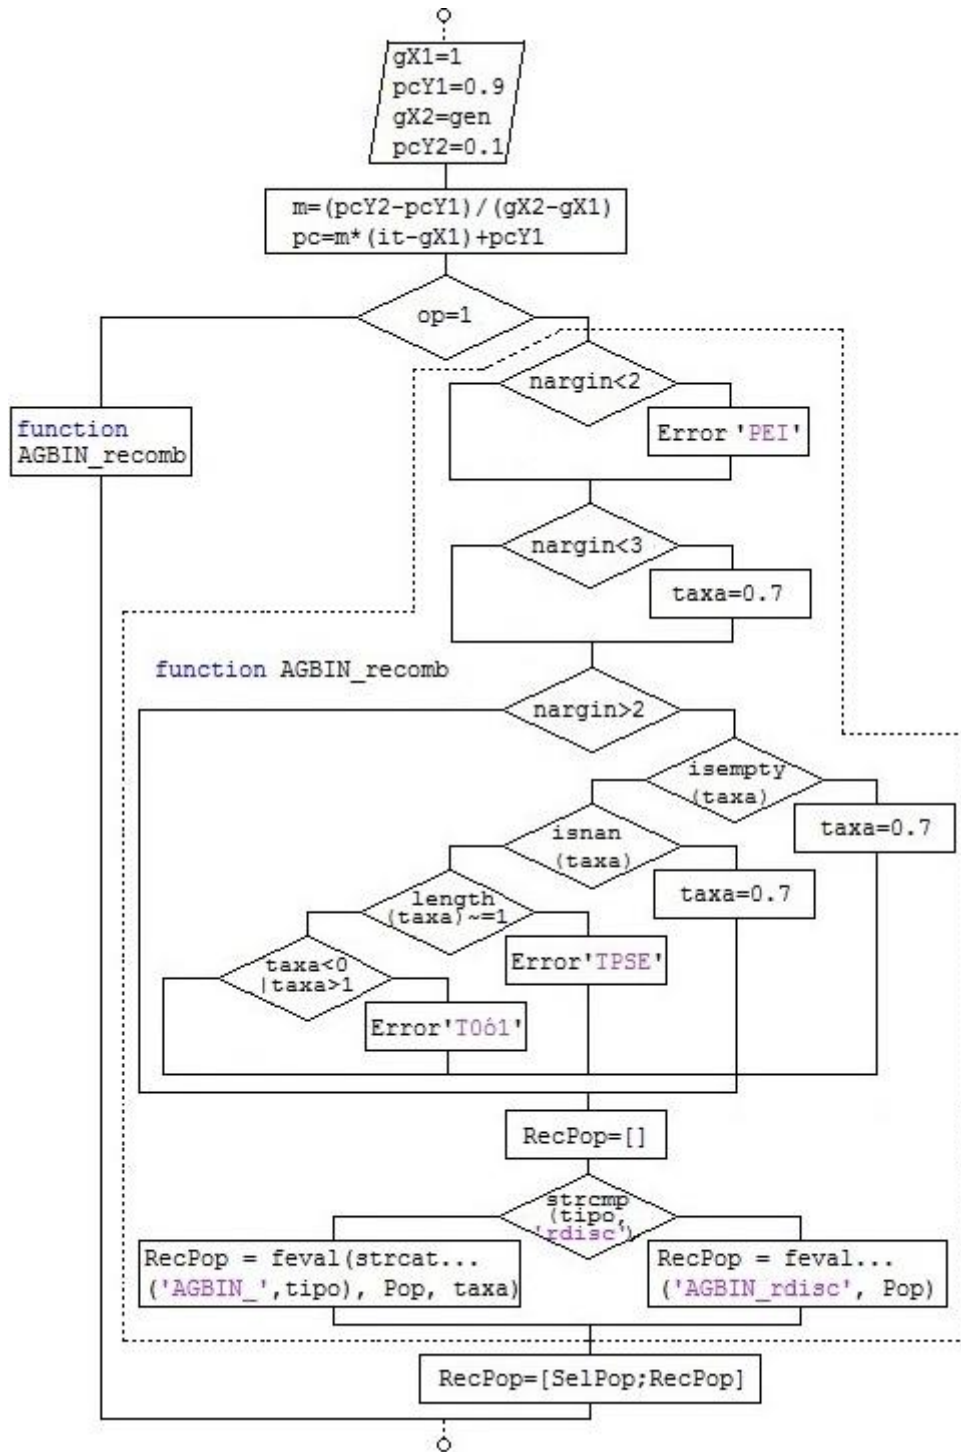 gX1=1
pcY1=0.9
gX2=gen
pcY2=0.1
m=(pcY2-pcY1)/(gX2-gX1)
pc=m*(it-gX1)+pcY1
op=1
nargin<2
function
AGBIN_recomb
Error 'PEI'
nargin<3
taxa=0.7
function AGBIN_recomb
nargin>2
isempty
(taxa)
taxa=0.7
isnan
(taxa)
taxa=0.7
length
(taxa)~=1
Error'TPSE'
taxa<0
|taxa>1
Error'T0ô1'
RecPop=[]
strcmp
(tipo,
'rdisc')
RecPop = feval(strcat...
('AGBIN_',tipo), Pop, taxa)
RecPop = feval...
('AGBIN_rdisc', Pop)
RecPop=[SelPop;RecPop]